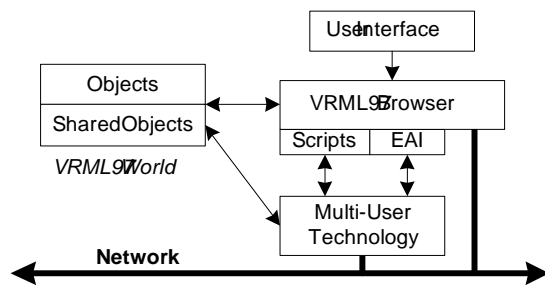 UserInterface
Objects
SharedObjects
VRML97World
VRML97Browser
Scripts
EAI
Multi-User
Technology
Network